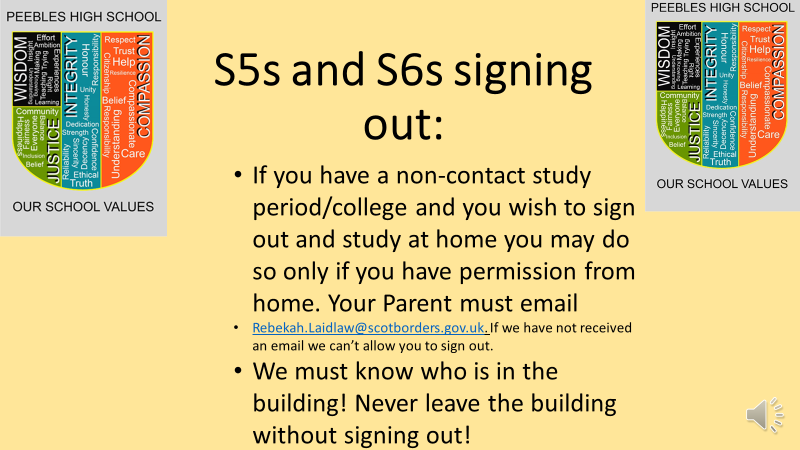 PEEBLES HIGH SCHOOL
WISDOM
Effort
Ambition
INTEGRITY
Honour
Responsibility
Unity
Honesty
Dedication
Strength
Confidence
Sincerity
Reliability
Ethical
Truth
Respect
Trust
Help
Resilience
Citizenship
Belief
Compassionate
COMPASSION
Responsibility
Understanding
Care
Learning
Community
JUSTICE
Happiness
Fairness
Everyone
Inclusion
Belief
OUR SCHOOL VALUES
S5s and S6s signing
out:
• If you have a non-contact study
period/college and you wish to sign
out and study at home you may do
so only if you have permission from
home. Your Parent must email
• Rebekah.Laidlaw@scotborders.gov.uk. If we have not received
an email we can’t allow you to sign out.
• We must know who is in the
building! Never leave the building
without signing out!
PEEBLES HIGH SCHOOL
WISDOM
Effort
Ambition
INTEGRITY
Honour
Responsibility
Unity
Honesty
Dedication
Strength
Confidence
Sincerity
Reliability
Ethical
Truth
Respect
Trust
Help
Resilience
Citizenship
Belief
Compassionate
COMPASSION
Responsibility
Understanding
Care
Learning
Community
JUSTICE
Happiness
Fairness
Everyone
Inclusion
Belief
OUR SCHOOL VALUES